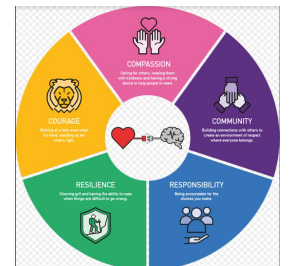 COMPASSION
Caring for others, treating them
with kindness and having a strong
desire to help people in need.
COURAGE
even when
it's hard, standing up for
what's right.
COMMUNITY
Building connections with others to
create an environment of respect
where everyone belongs.
RESILIENCE
Showing grit and having the ability to cope
when things are difficult or go wrong.
RESPONSIBILITY
Being accountable for the
choices you make.